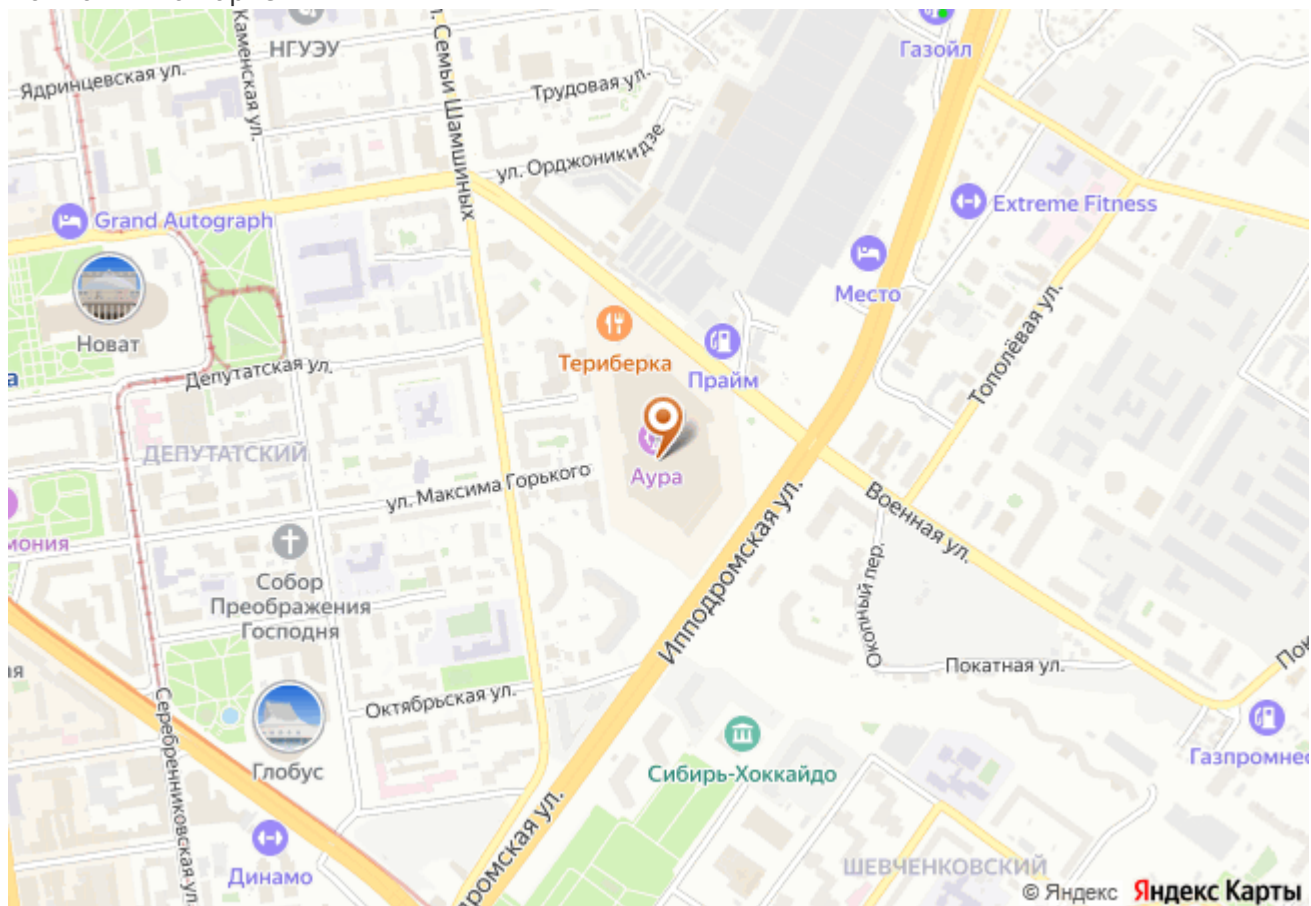 НГУЭУ
Каменская ул.
Семьи Шамшиных
Газойл
Ядринцевская ул.
Трудовая ул.
ул. Орджоникидзе
Grand Autograph
Extreme Fitness
Место
Новат
Териберка
Прайм
Тополёвая ул.
Депутатская ул.
ДЕПУТАТСКИЙ
Аура
ул. Максима Горького
Военная ул.
Ипподромская ул.
Собор
Преображения
Господня
Окопный пер.
Покатная ул.
Октябрьская ул.
Серебренниковская ул.
Глобус
Сибирь-Хоккайдо
Газпромнес
Динамо
ШЕВЧЕНКОВСКИЙ
© Яндекс Яндекс Карты